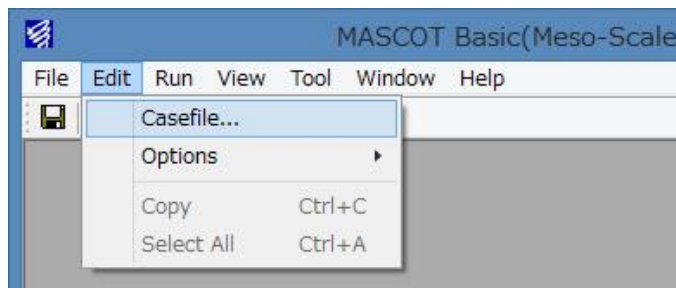 MASCOT Basic(Meso-Scale
File Edit Run View Tool Window Help
Casefile...
Options
Copy Ctrl+C
Select All Ctrl+A